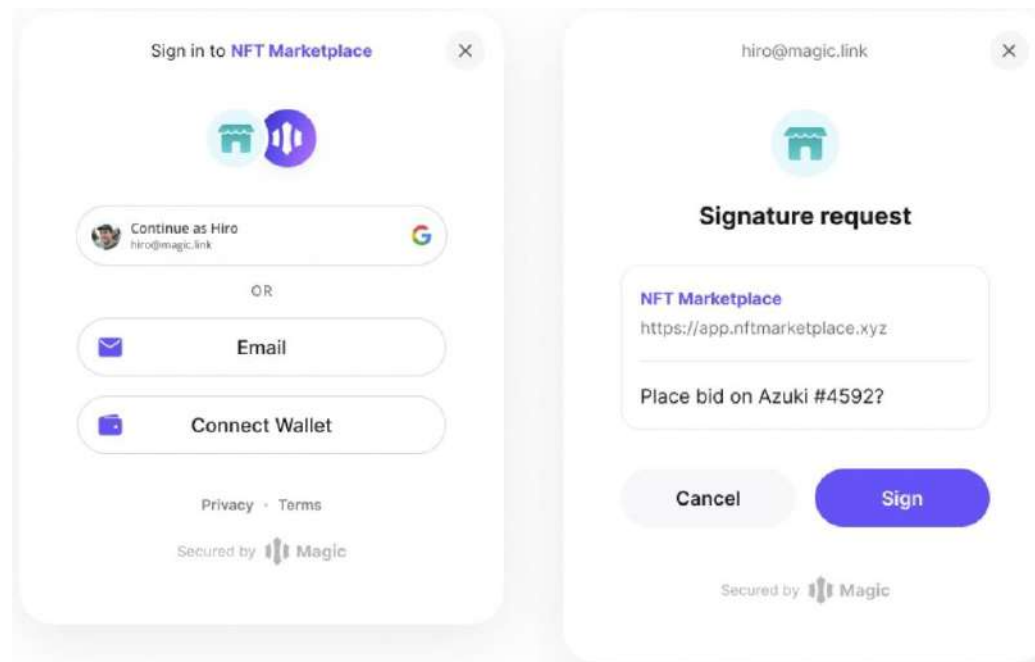 Sign in to NFT Marketplace
Continue as Hiro
hiro@magic.link
OR
Email
Connect Wallet
Privacy · Terms
Secured by Magic
hiro@magic.link
Signature request
NFT Marketplace
https://app.nftmarketplace.xyz
Place bid on Azuki #4592?
Cancel
Sign
Secured by Magic